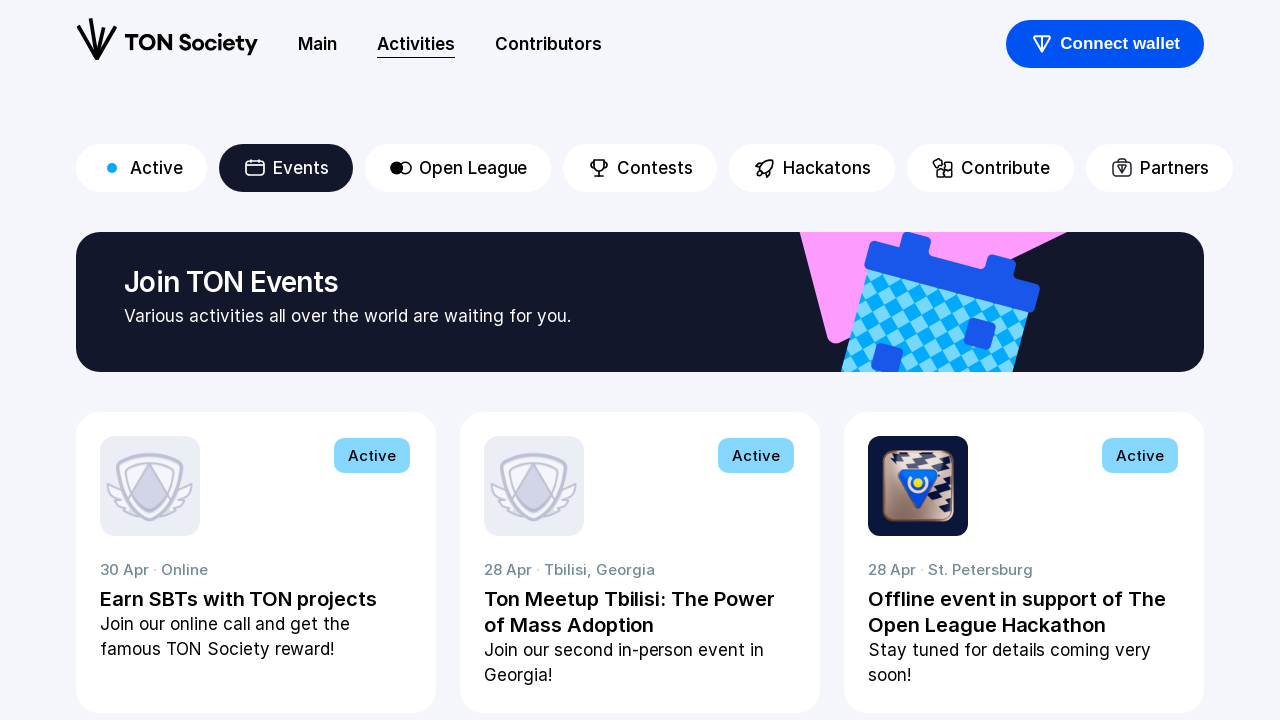 TON Society
Main
Activities
Contributors
Connect wallet
Active
Events
Open League
Contests
Hackatons
Contribute
Partners
Join TON Events
Various activities all over the world are waiting for you.
Active
30 Apr · Online
Earn SBTs with TON projects
Join our online call and get the
famous TON Society reward!
Active
28 Apr · Tbilisi, Georgia
Ton Meetup Tbilisi: The Power
of Mass Adoption
Join our second in-person event in
Georgia!
Active
28 Apr · St. Petersburg
Offline event in support of The
Open League Hackathon
Stay tuned for details coming very
soon!